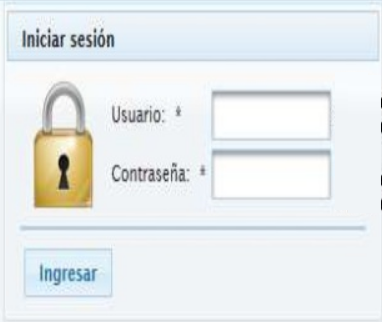 Iniciar sesión
Usuario: *
Contraseña: *
Ingresar